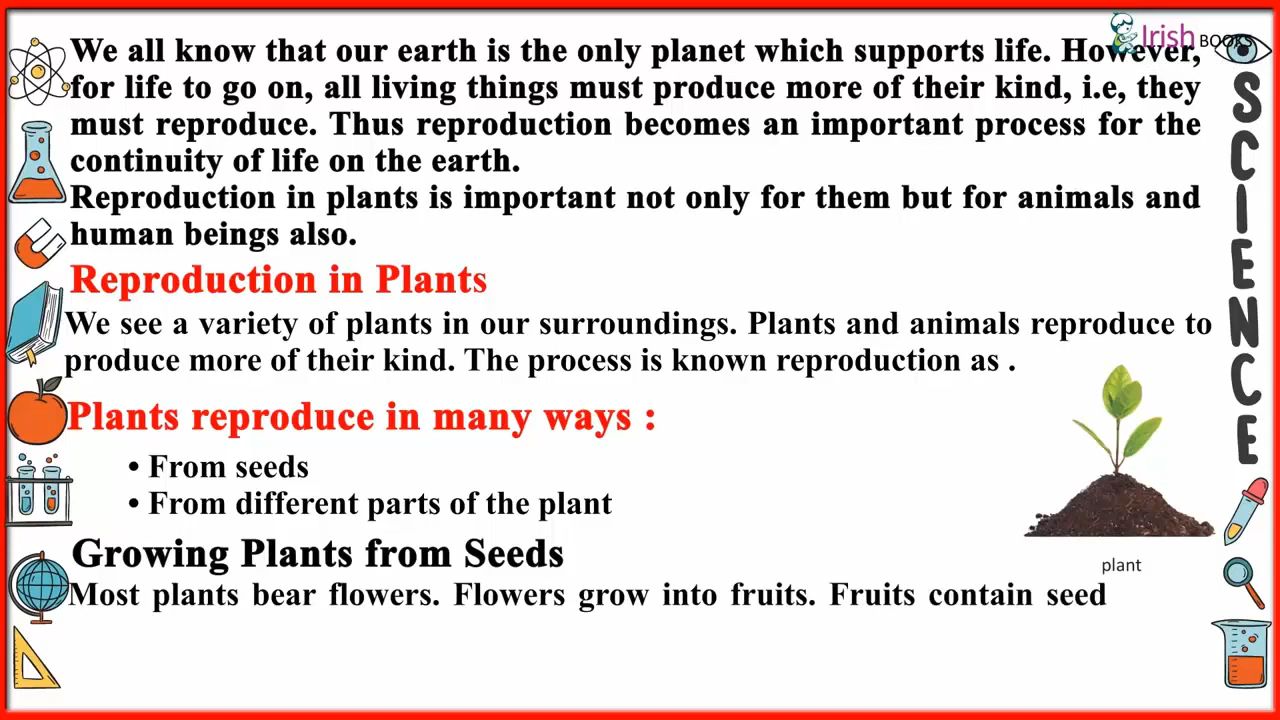 Irish BOOKS
We all know that our earth is the only planet which supports life. However,
for life to go on, all living things must produce more of their kind, i.e, they
must reproduce. Thus reproduction becomes an important process for the
continuity of life on the earth.
Reproduction in plants is important not only for them but for animals and
human beings also.
Reproduction in Plants
We see a variety of plants in our surroundings. Plants and animals reproduce to
produce more of their kind. The process is known reproduction as .
Plants reproduce in many ways :
• From seeds
• From different parts of the plant
Growing Plants from Seeds
Most plants bear flowers. Flowers grow into fruits. Fruits contain seed
plant
SCIENCE